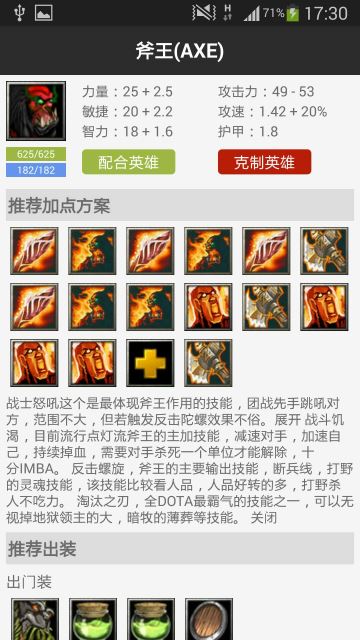 H
71%
17:30
斧王(AXE)
力量：25 + 2.5
攻击力：49 - 53
敏捷：20 + 2.2
攻速：1.42 + 20%
智力：18 + 1.6
护甲：1.8
625/625
182/182
配合英雄
克制英雄
推荐加点方案
战士怒吼这个是最体现斧王作用的技能，团战先手跳吼对
方，范围不大，但若触发反击陀螺效果不俗。展开 战斗饥
渴，目前流行点灯流斧王的主加技能，减速对手，加速自
己，持续掉血，需要对手杀死一个单位才能解除，十
分IMBA。 反击螺旋，斧王的主要输出技能，断兵线，打野
的灵魂技能，该技能比较看人品，人品好转的多，打野杀
人不吃力。 淘汰之刃，全DOTA最霸气的技能之一，可以无
视掉地狱领主的大，暗牧的薄葬等技能。 关闭
推荐出装
出门装